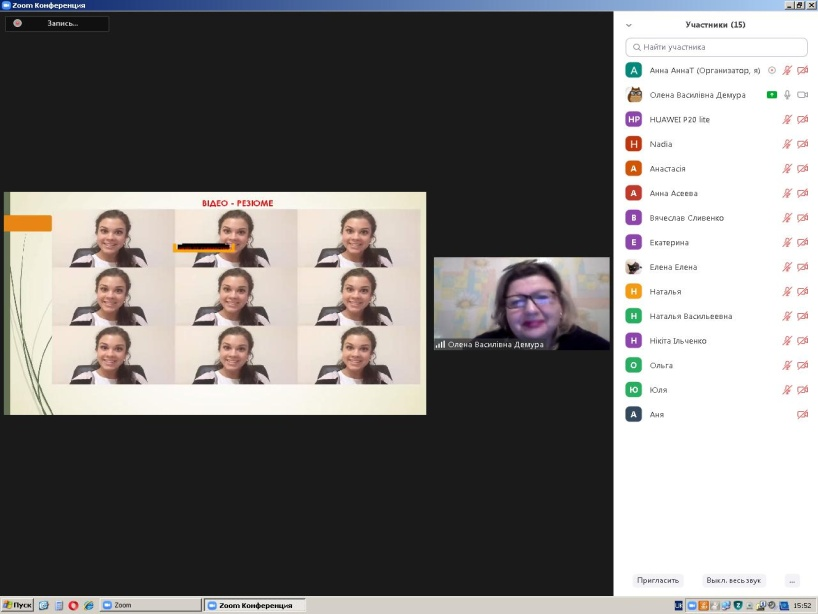 Zoom Конференция
Запись...
ВІДЕО - РЕЗЮМЕ
Олена Василівна Демура
Участники (15)
Найти участника
А Анна АннаТ (Организатор, я)
Олена Василівна Демура
HP HUAWEI P20 lite
Н Nadia
А Анастасія
А Анна Асеева
В Вячеслав Сливенко
Е Екатерина
Елена Елена
Н Наталья
Н Наталья Васильеевна
Н Нікіта Ільченко
О Ольга
Ю Юля
А Аня
Пригласить Выкл. весь звук ...
Пуск Zoom Zoom Конференция 15:52